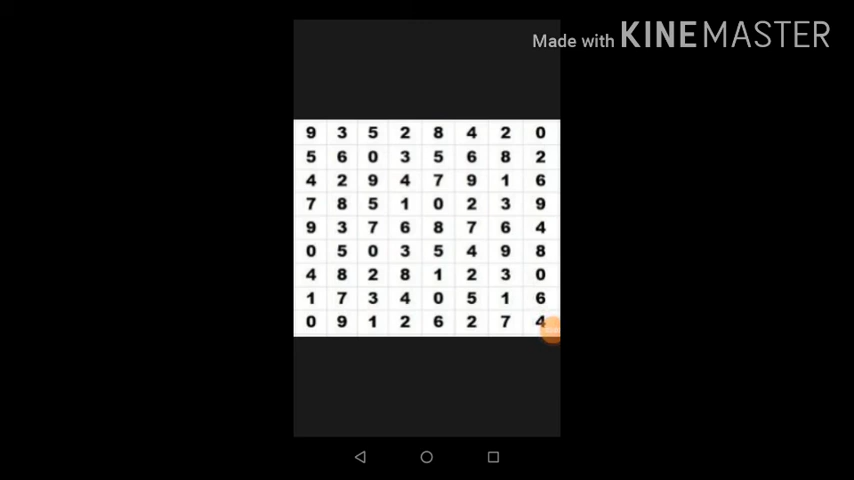 Made with KINEMASTER
9 3 5 2 8 4 2 0
5 6 0 3 5 6 8 2
4 2 9 4 7 9 1 6
7 8 5 1 0 2 3 9
9 3 7 6 8 7 6 4
0 5 0 3 5 4 9 8
4 8 2 8 1 2 3 0
1 7 3 4 0 5 1 6
0 9 1 2 6 2 7 4